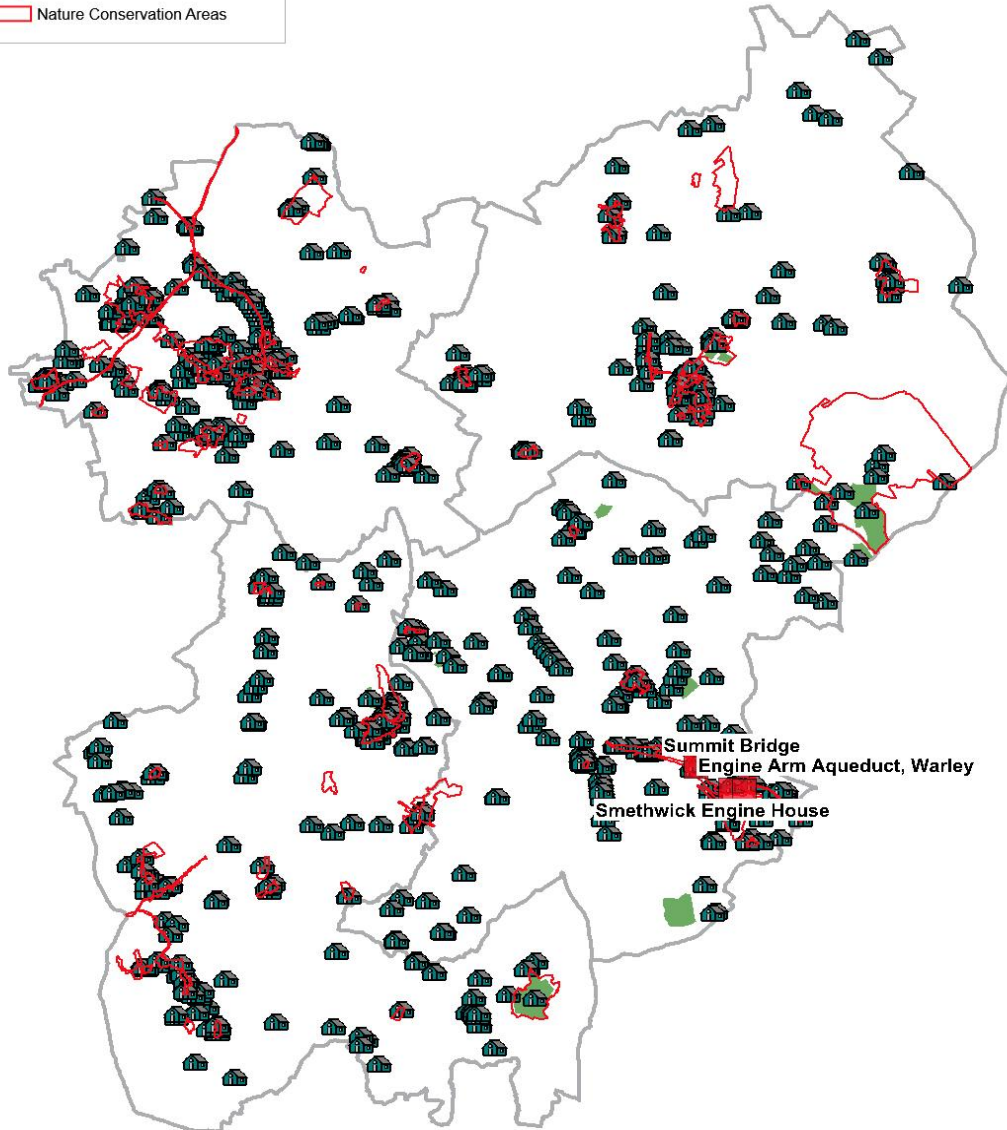 Nature Conservation Areas
Summit Bridge
Engine Arm Aqueduct, Warley
Smethwick Engine House